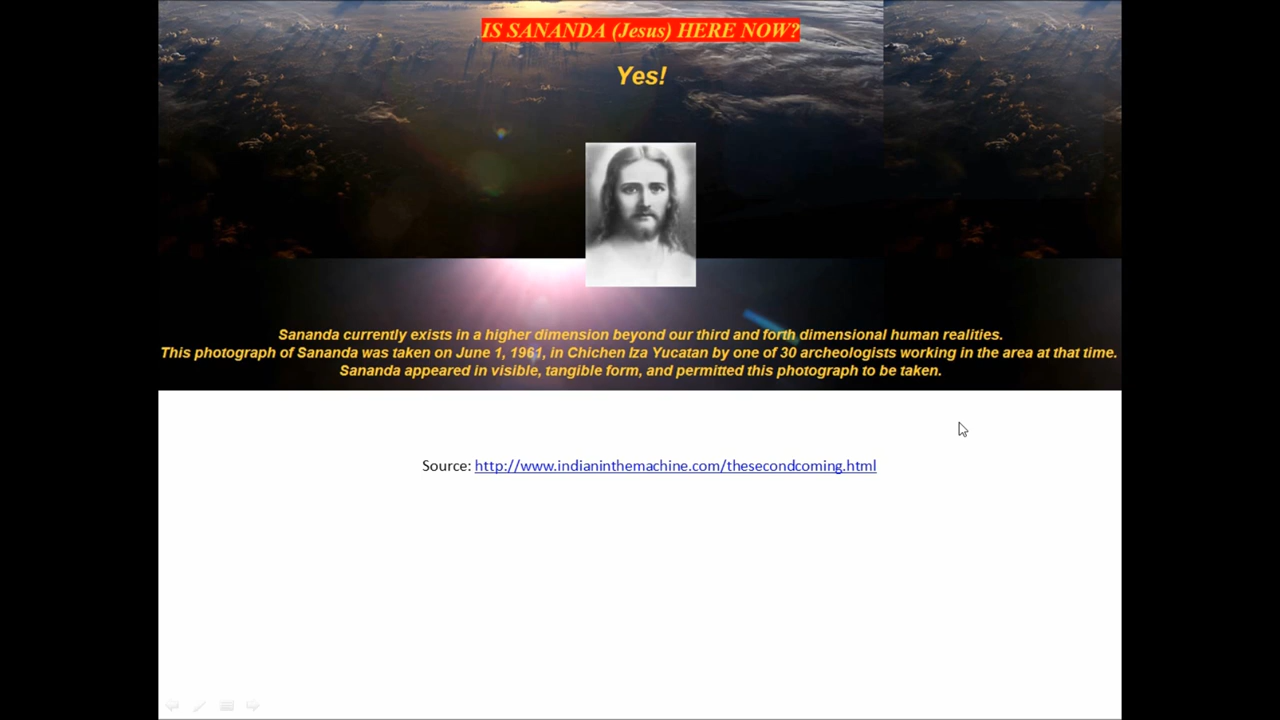 IS SANANDA (Jesus) HERE NOW?
Yes!
Sananda currently exists in a higher dimension beyond our third and forth dimensional human realities.
This photograph of Sananda was taken on June 1, 1961, in Chichen Iza Yucatan by one of 30 archeologists working in the area at that time.
Sananda appeared in visible, tangible form, and permitted this photograph to be taken.
Source: http://www.indianinthemachine.com/thesecondcoming.html